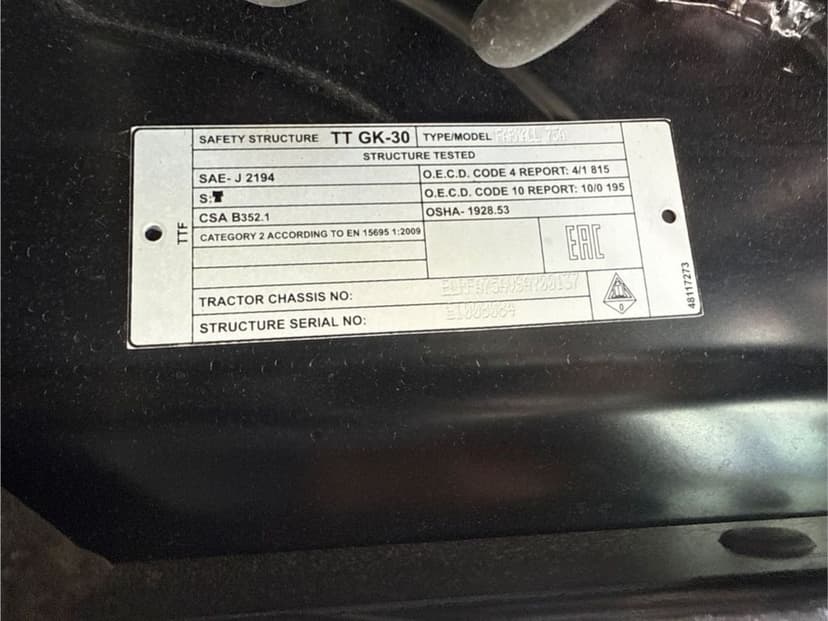 SAFETY STRUCTURE TT GK-30 TYPE/MODEL FARMALL 75A
STRUCTURE TESTED
SAE- J 2194 O.E.C.D. CODE 4 REPORT: 4/1 815
O.E.C.D. CODE 10 REPORT: 10/0 195
CSA B352.1 OSHA- 1928.53
CATEGORY 2 ACCORDING TO EN 15695 1:2009
EAC
TRACTOR CHASSIS NO:
STRUCTURE SERIAL NO:
TTF
48117273